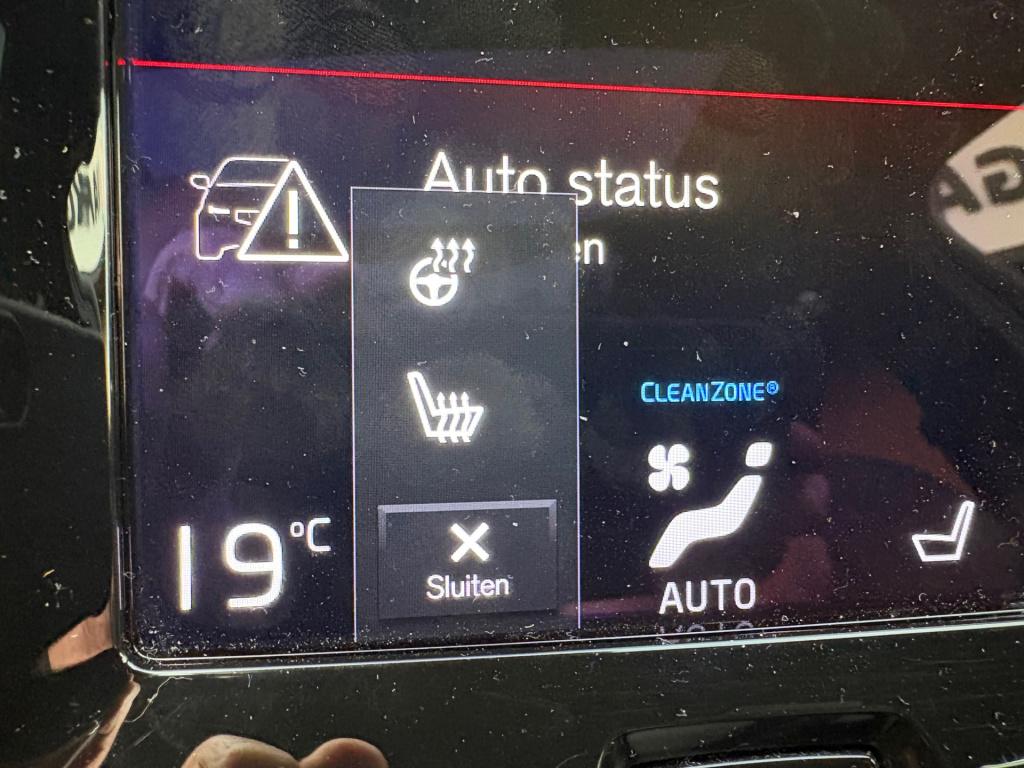 Auto status
en
CLEANZONE®
19 °C
Sluiten
AUTO